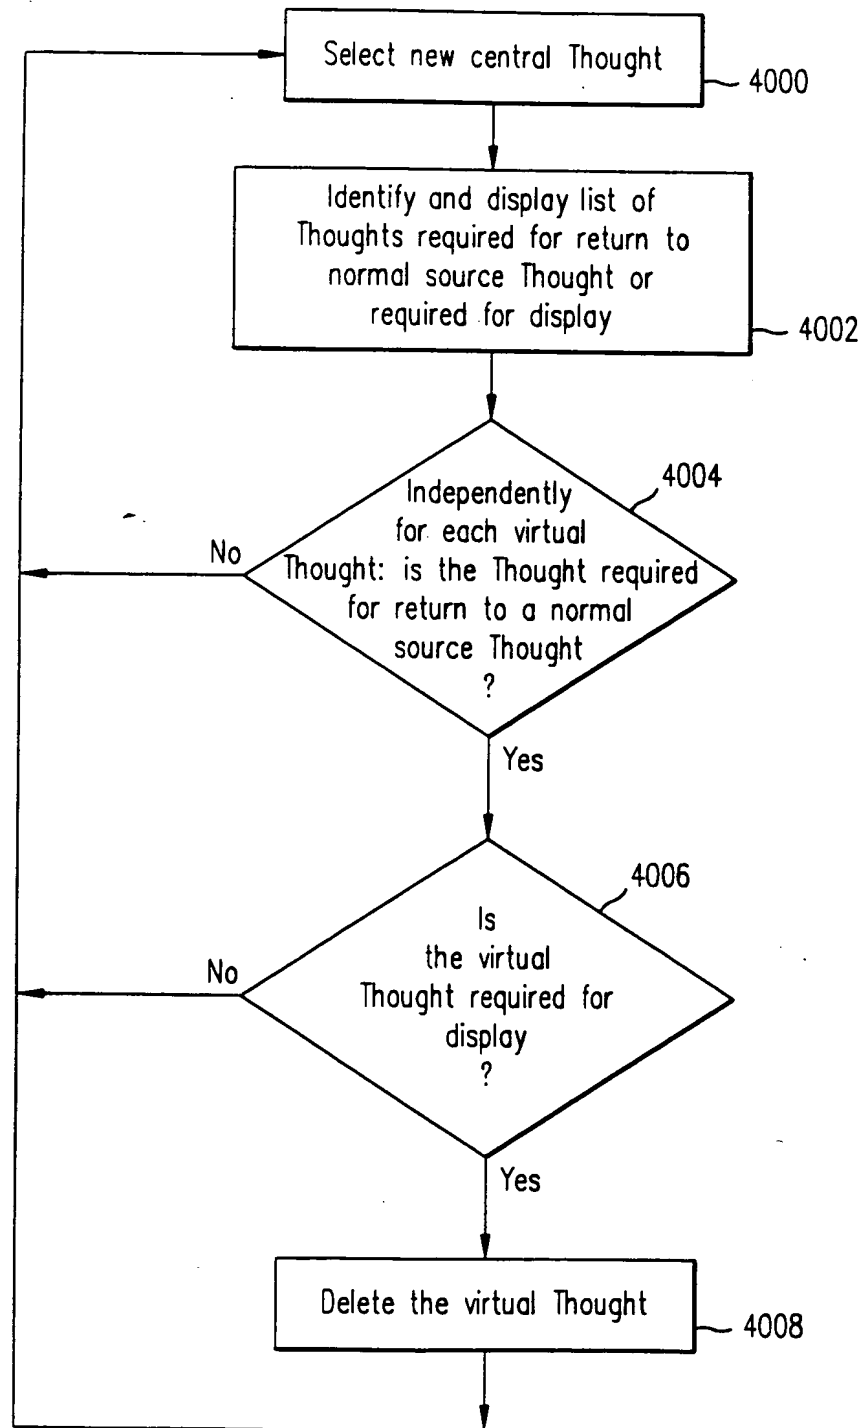 Select new central Thought
4000
Identify and display list of
Thoughts required for return to
normal source Thought or
required for display
4002
4004
Independently
for each virtual
Thought: is the Thought required
for return to a normal
source Thought
?
No
Yes
4006
Is
the virtual
Thought required for
display
?
No
Yes
Delete the virtual Thought
4008